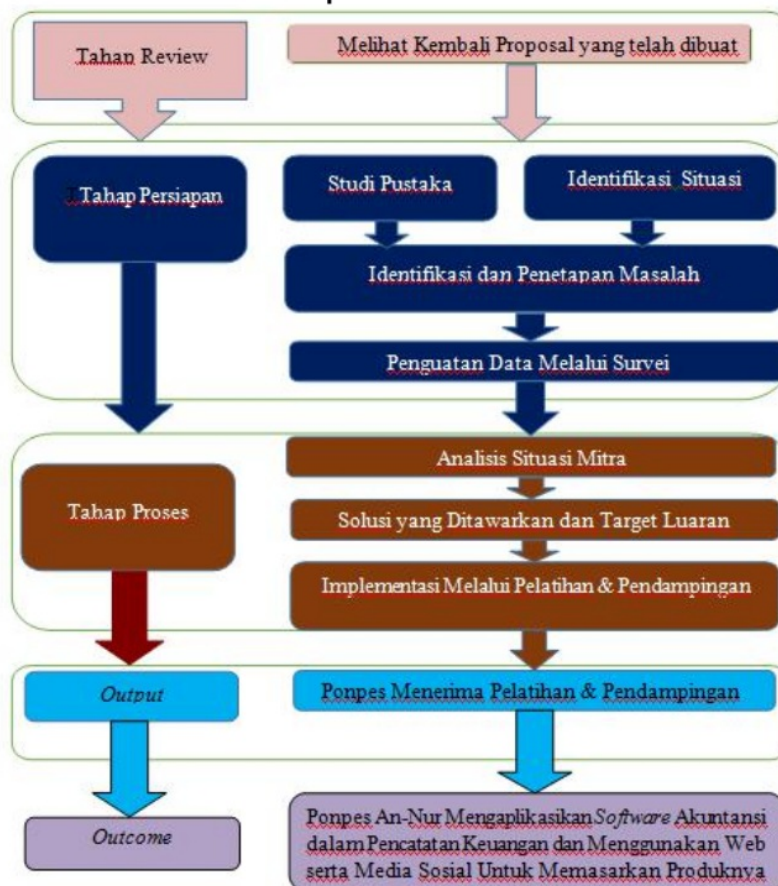 Tahap Review
Melihat Kembali Proposal yang telah dibuat
Tahap Persiapan
Studi Pustaka
Identifikasi Situasi
Identifikasi dan Penetapan Masalah
Penguatan Data Melalui Survei
Tahap Proses
Analisis Situasi Mitra
Solusi yang Ditawarkan dan Target Luaran
Implementasi Melalui Pelatihan & Pendampingan
Output
Ponpes Menerima Pelatihan & Pendampingan
Outcome
Ponpes An-Nur Mengaplikasikan Software Akuntansi
dalam Pencatatan Keuangan dan Menggunakan Web
serta Media Sosial Untuk Memasarkan Produknya